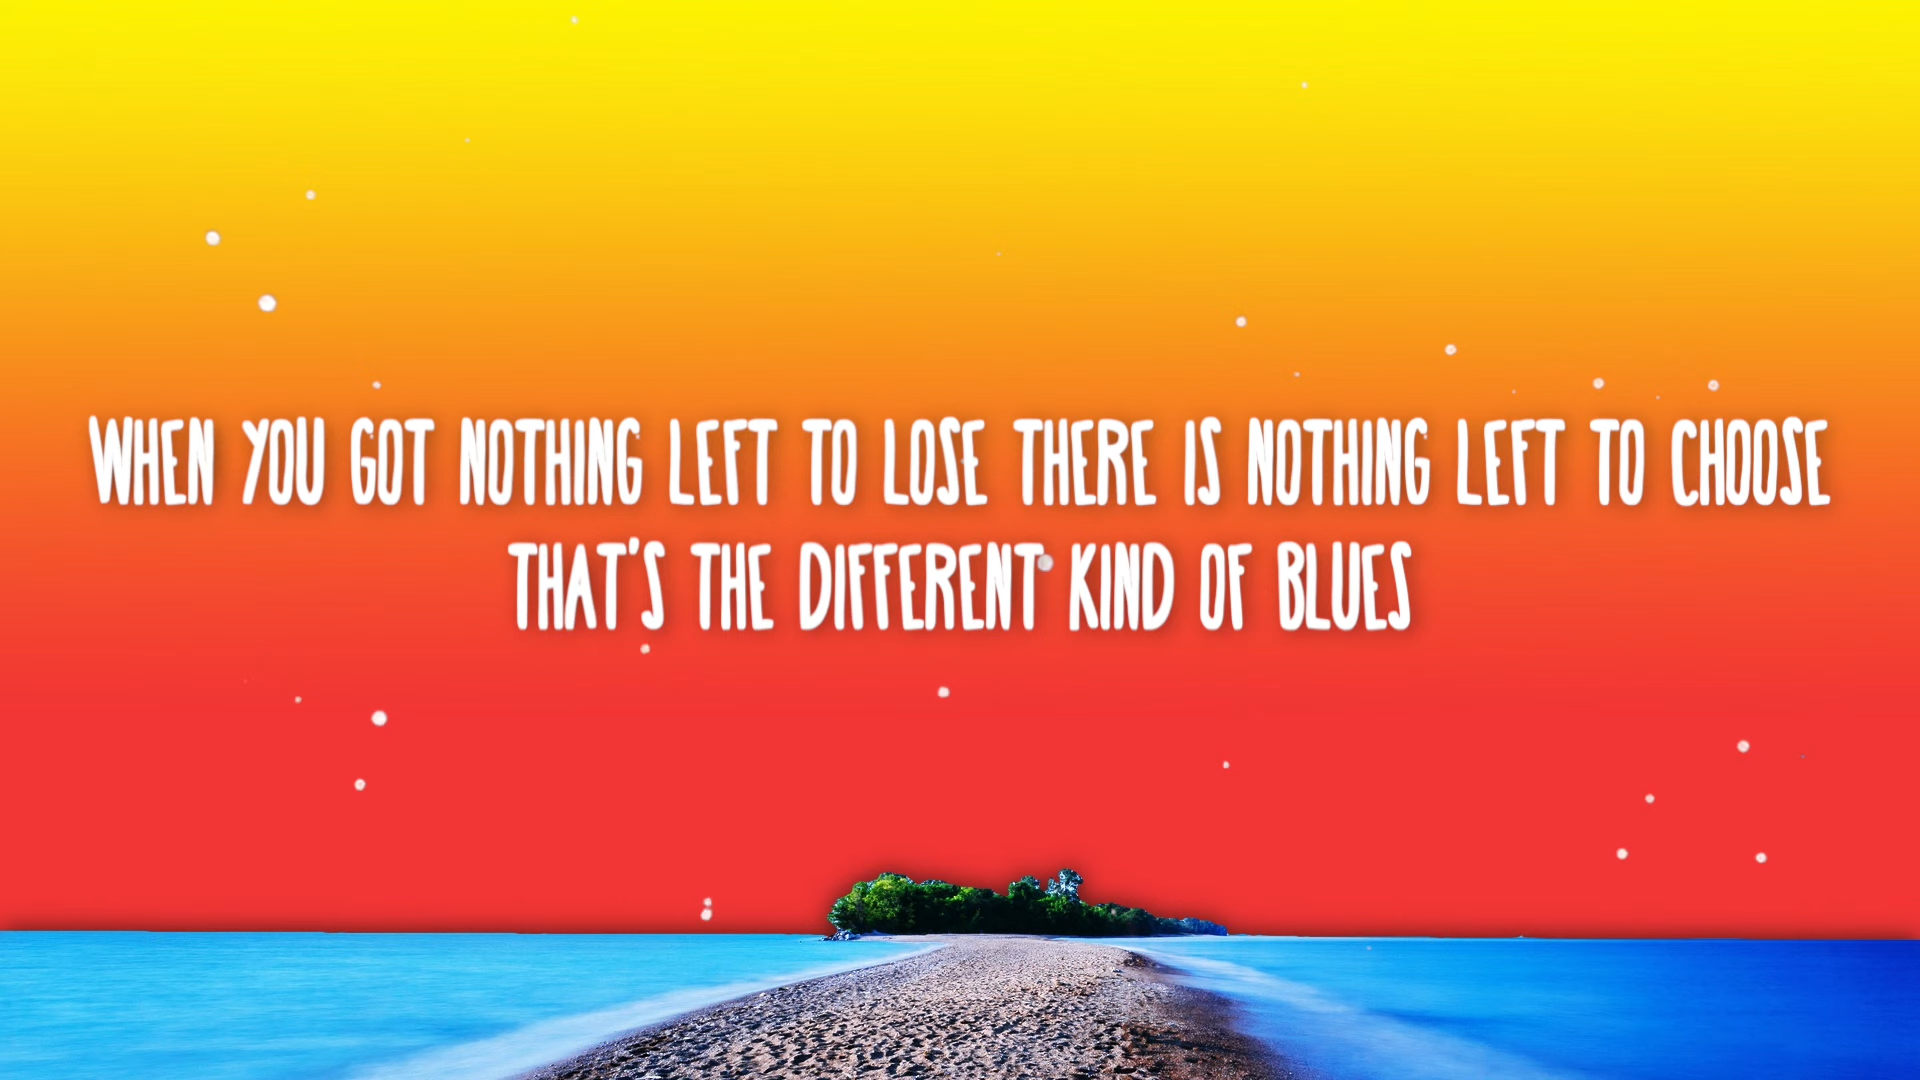 WHEN YOU GOT NOTHING LEFT TO LOSE THERE IS NOTHING LEFT TO CHOOSE
THAT'S THE DIFFERENT KIND OF BLUES